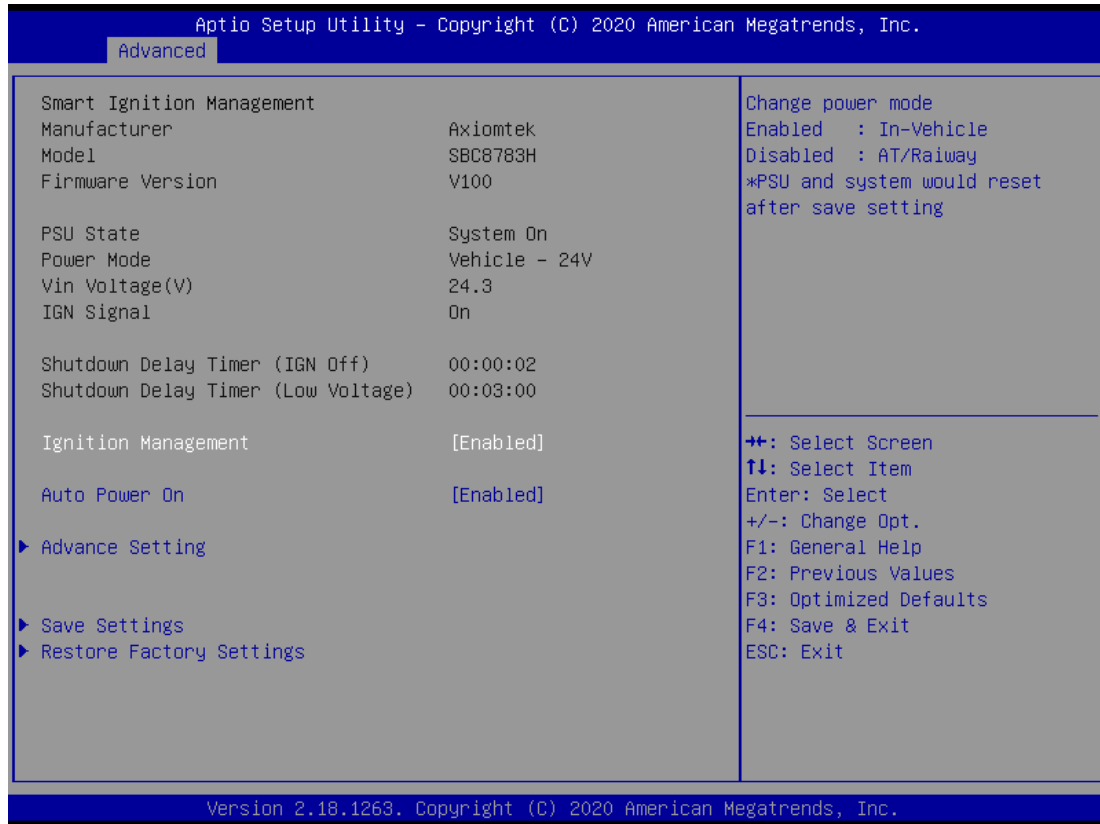 Aptio Setup Utility – Copyright (C) 2020 American Megatrends, Inc.
Advanced
Smart Ignition Management
Manufacturer Axiomtek
Model SBC8783H
Firmware Version V100
PSU State System On
Power Mode Vehicle – 24V
Vin Voltage(V) 24.3
IGN Signal On
Shutdown Delay Timer (IGN Off) 00:00:02
Shutdown Delay Timer (Low Voltage) 00:03:00
Ignition Management [Enabled]
Auto Power On [Enabled]
▶ Advance Setting
▶ Save Settings
▶ Restore Factory Settings
Change power mode
Enabled : In-Vehicle
Disabled : AT/Raiway
*PSU and system would reset
after save setting
→←: Select Screen
↑↓: Select Item
Enter: Select
+/-: Change Opt.
F1: General Help
F2: Previous Values
F3: Optimized Defaults
F4: Save & Exit
ESC: Exit
Version 2.18.1263. Copyright (C) 2020 American Megatrends, Inc.